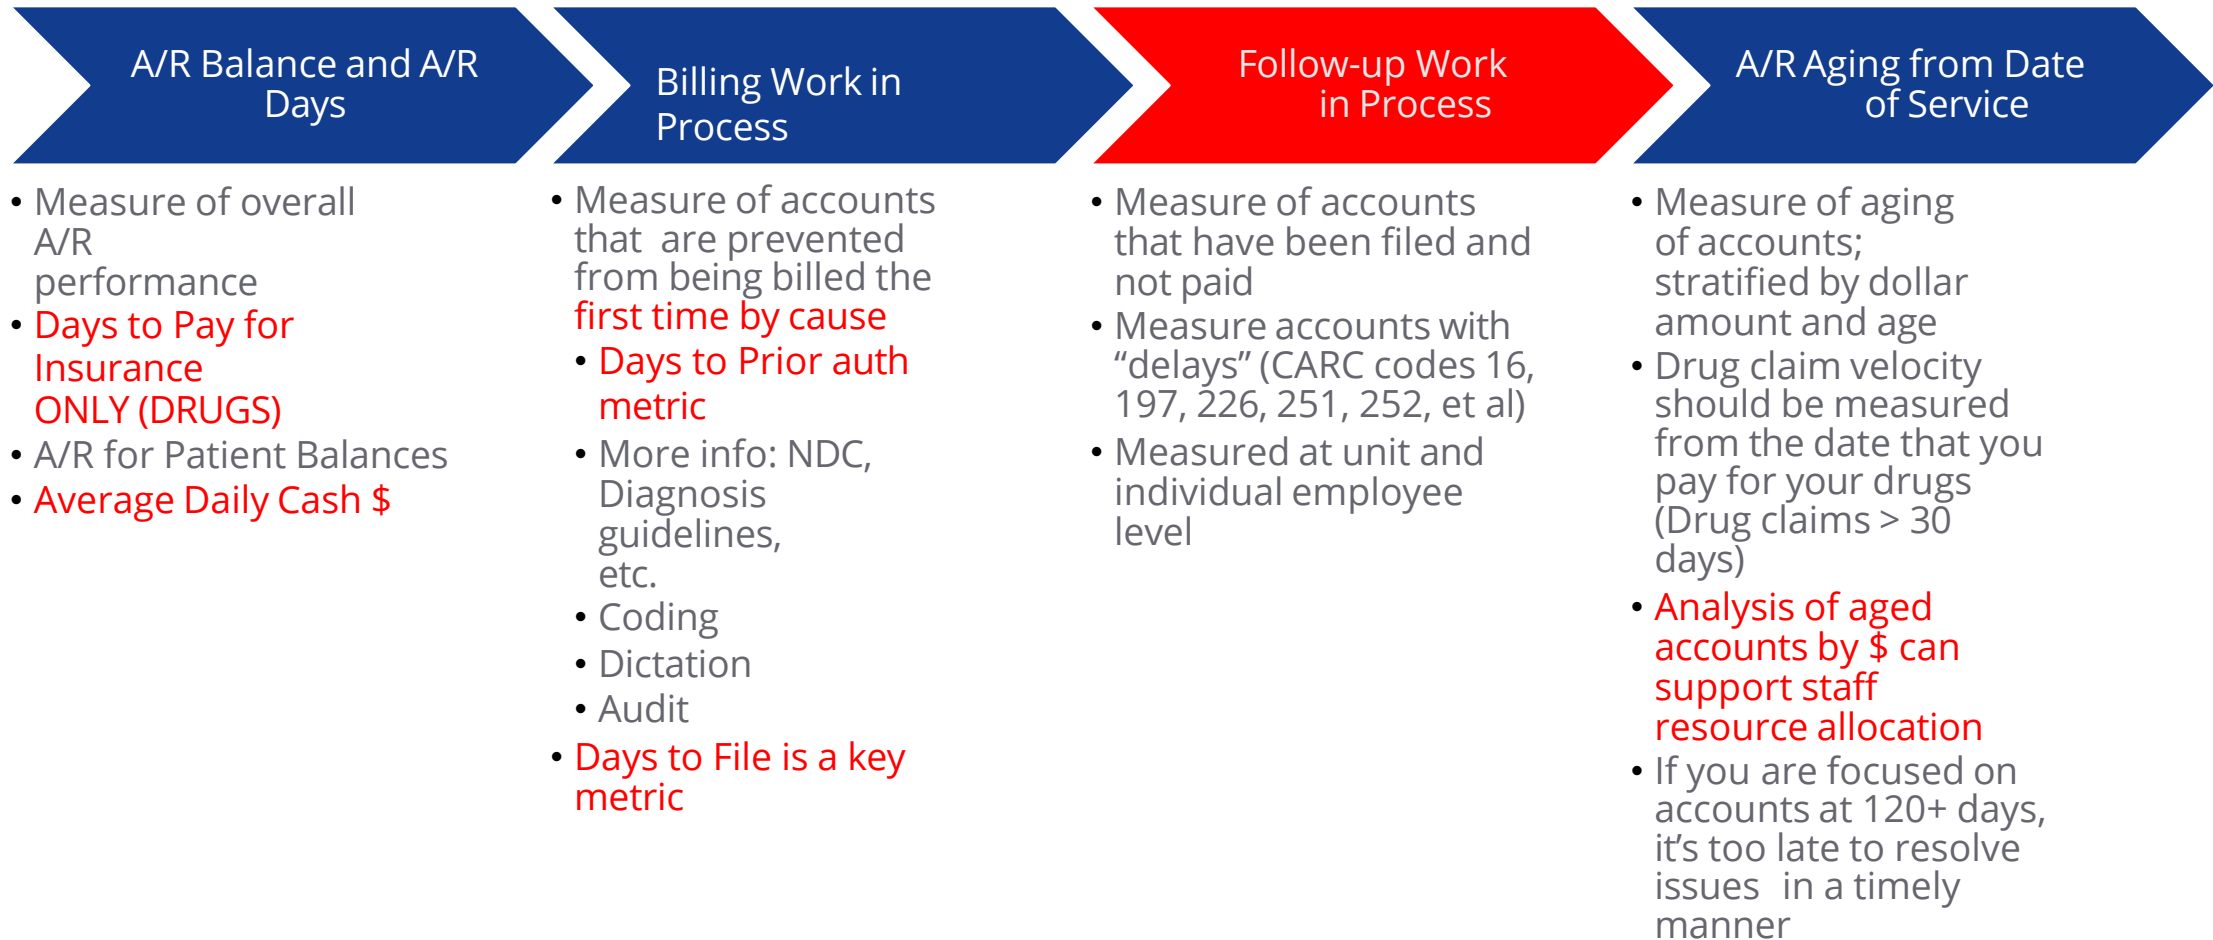 A/R Balance and A/R
Days
Billing Work in
Process
Follow-up Work
in Process
A/R Aging from Date
of Service
• Measure of overall
A/R
performance
• Days to Pay for
Insurance
ONLY (DRUGS)
• A/R for Patient Balances
• Average Daily Cash $
• Measure of accounts
that are prevented
from being billed the
first time by cause
• Days to Prior auth
metric
• More info: NDC,
Diagnosis
guidelines,
etc.
• Coding
• Dictation
• Audit
• Days to File is a key
metric
• Measure of accounts
that have been filed and
not paid
• Measure accounts with
“delays” (CARC codes 16,
197, 226, 251, 252, et al)
• Measured at unit and
individual employee
level
• Measure of aging
of accounts;
stratified by dollar
amount and age
• Drug claim velocity
should be measured
from the date that you
pay for your drugs
(Drug claims > 30
days)
• Analysis of aged
accounts by $ can
support staff
resource allocation
• If you are focused on
accounts at 120+ days,
it’s too late to resolve
issues in a timely
manner